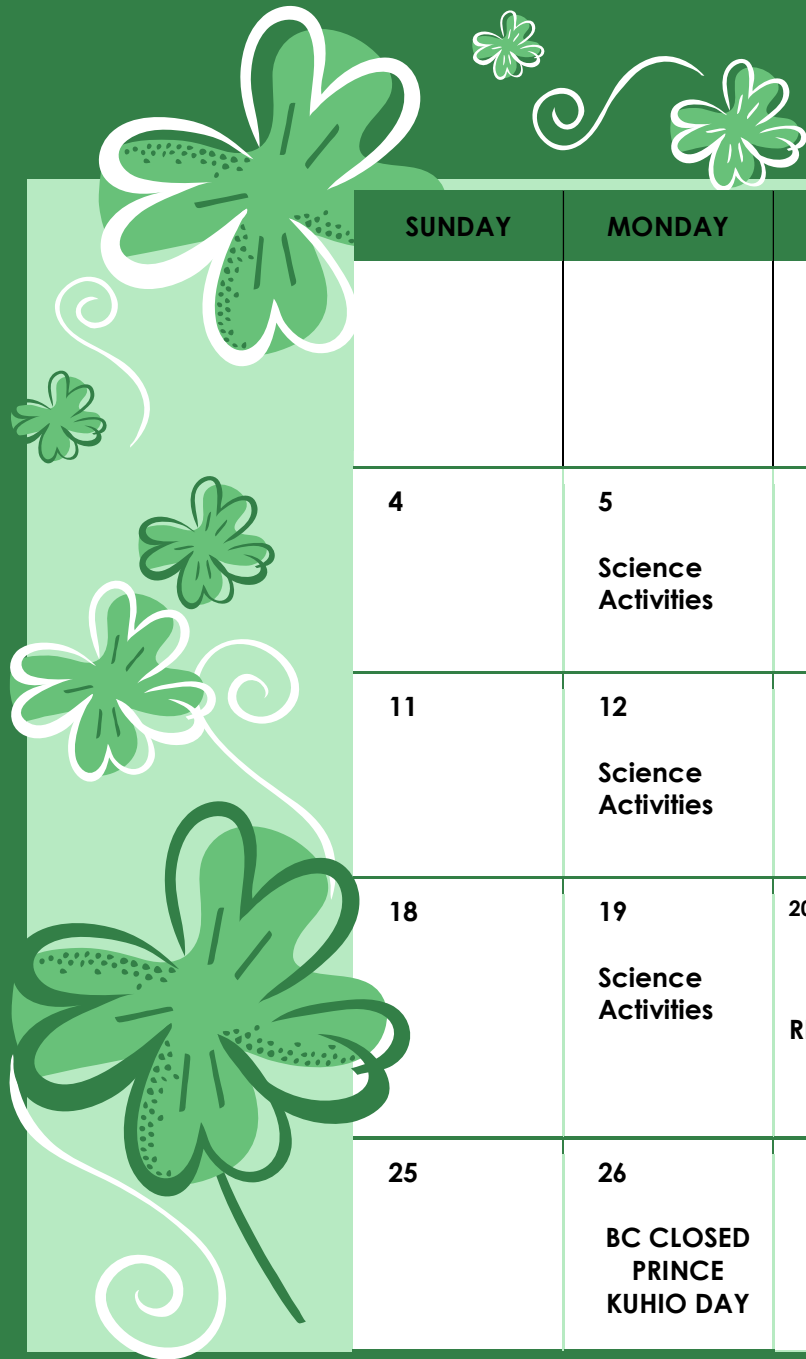 SUNDAY MONDAY
4 5
Science
Activities
11 12
Science
Activities
18 19
Science
Activities
25 26
BC CLOSED
PRINCE
KUHIO DAY